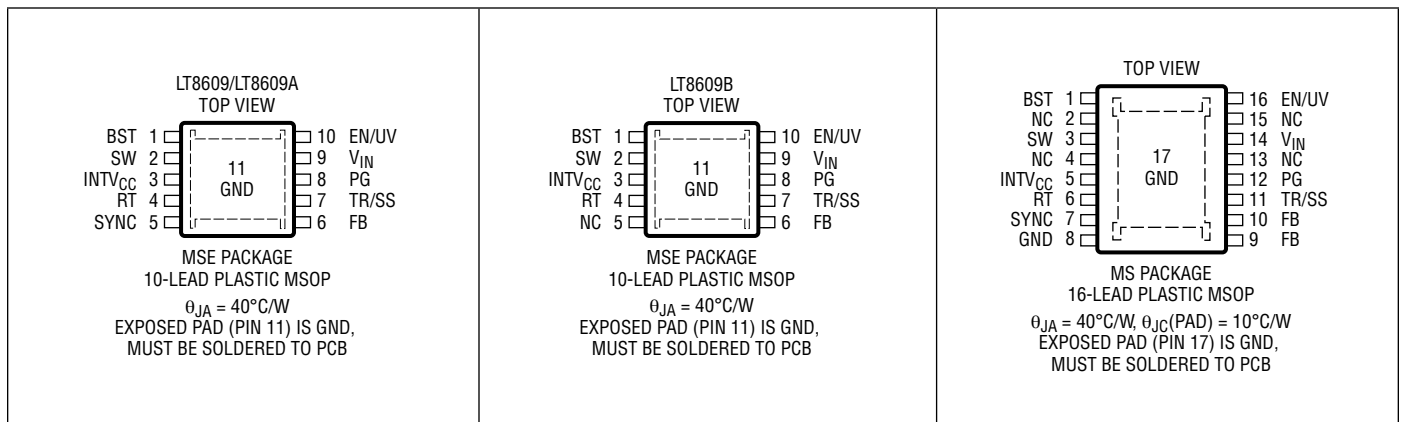 LT8609/LT8609A
TOP VIEW
BST 1 10 EN/UV
SW 2 9 VIN
INTVCC 3 8 PG
RT 4 7 TR/SS
SYNC 5 6 FB
11
GND
MSE PACKAGE
10-LEAD PLASTIC MSOP
θJA = 40°C/W
EXPOSED PAD (PIN 11) IS GND,
MUST BE SOLDERED TO PCB
LT8609B
TOP VIEW
BST 1 10 EN/UV
SW 2 9 VIN
INTVCC 3 8 PG
RT 4 7 TR/SS
NC 5 6 FB
11
GND
MSE PACKAGE
10-LEAD PLASTIC MSOP
θJA = 40°C/W
EXPOSED PAD (PIN 11) IS GND,
MUST BE SOLDERED TO PCB
TOP VIEW
BST 1 16 EN/UV
NC 2 15 NC
SW 3 14 VIN
NC 4 13 NC
INTVCC 5 12 PG
RT 6 11 TR/SS
SYNC 7 10 FB
GND 8 9 FB
17
GND
MS PACKAGE
16-LEAD PLASTIC MSOP
θJA = 40°C/W, θJC(PAD) = 10°C/W
EXPOSED PAD (PIN 17) IS GND,
MUST BE SOLDERED TO PCB